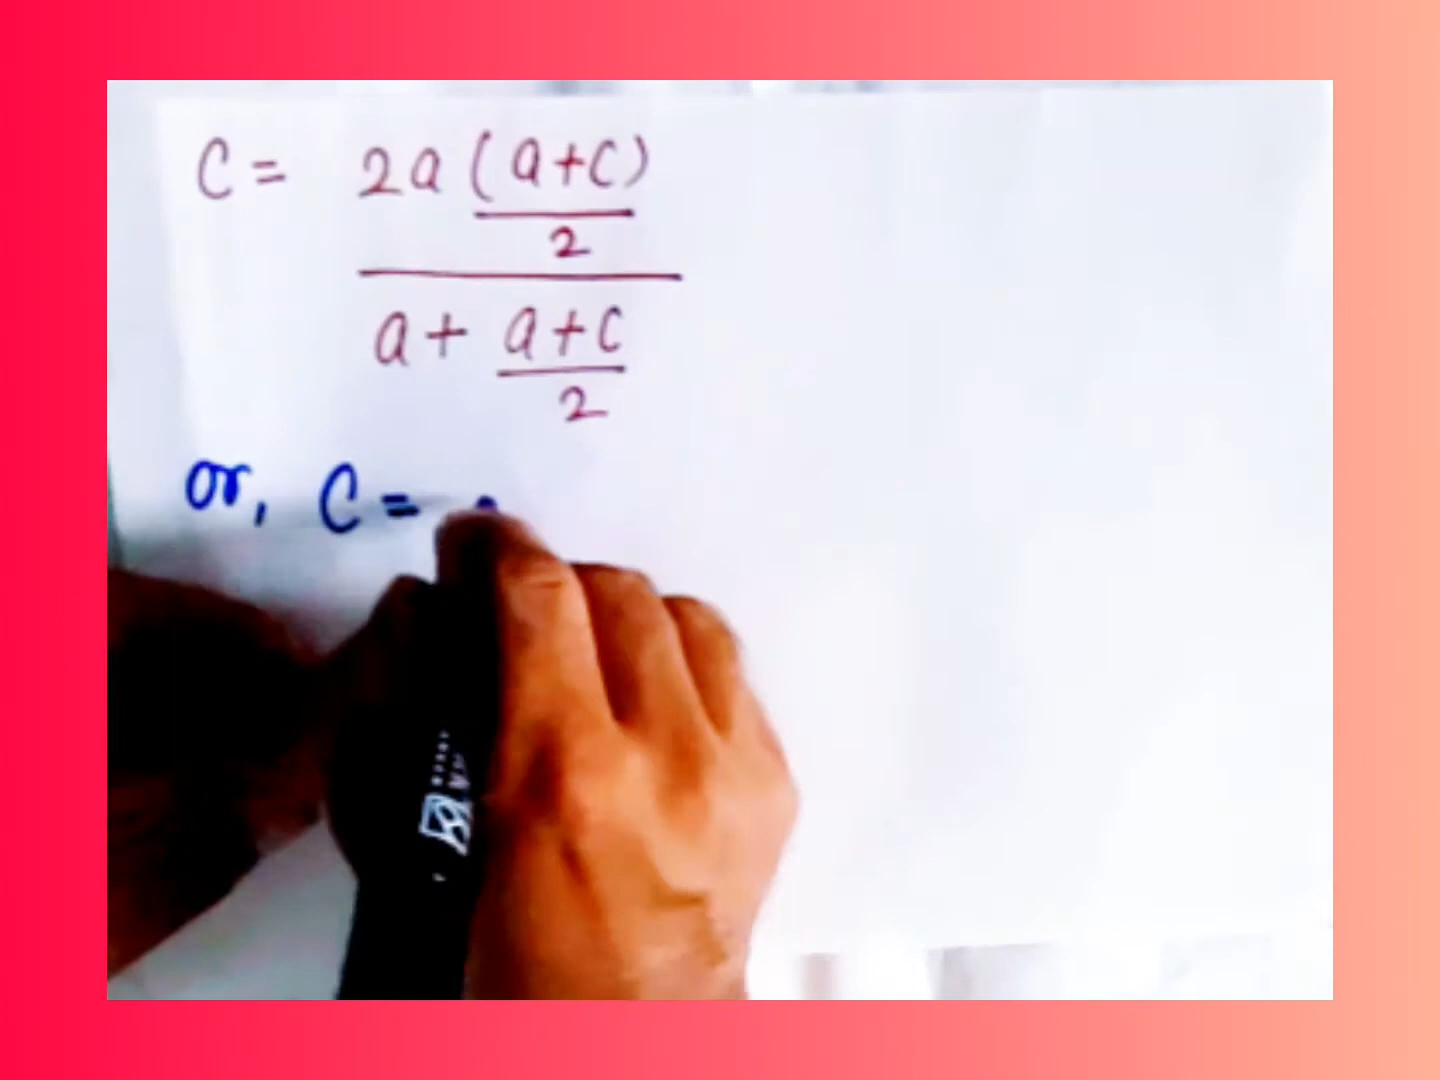 C = 2a (a+c)
2
a + a+c
2
or, C =